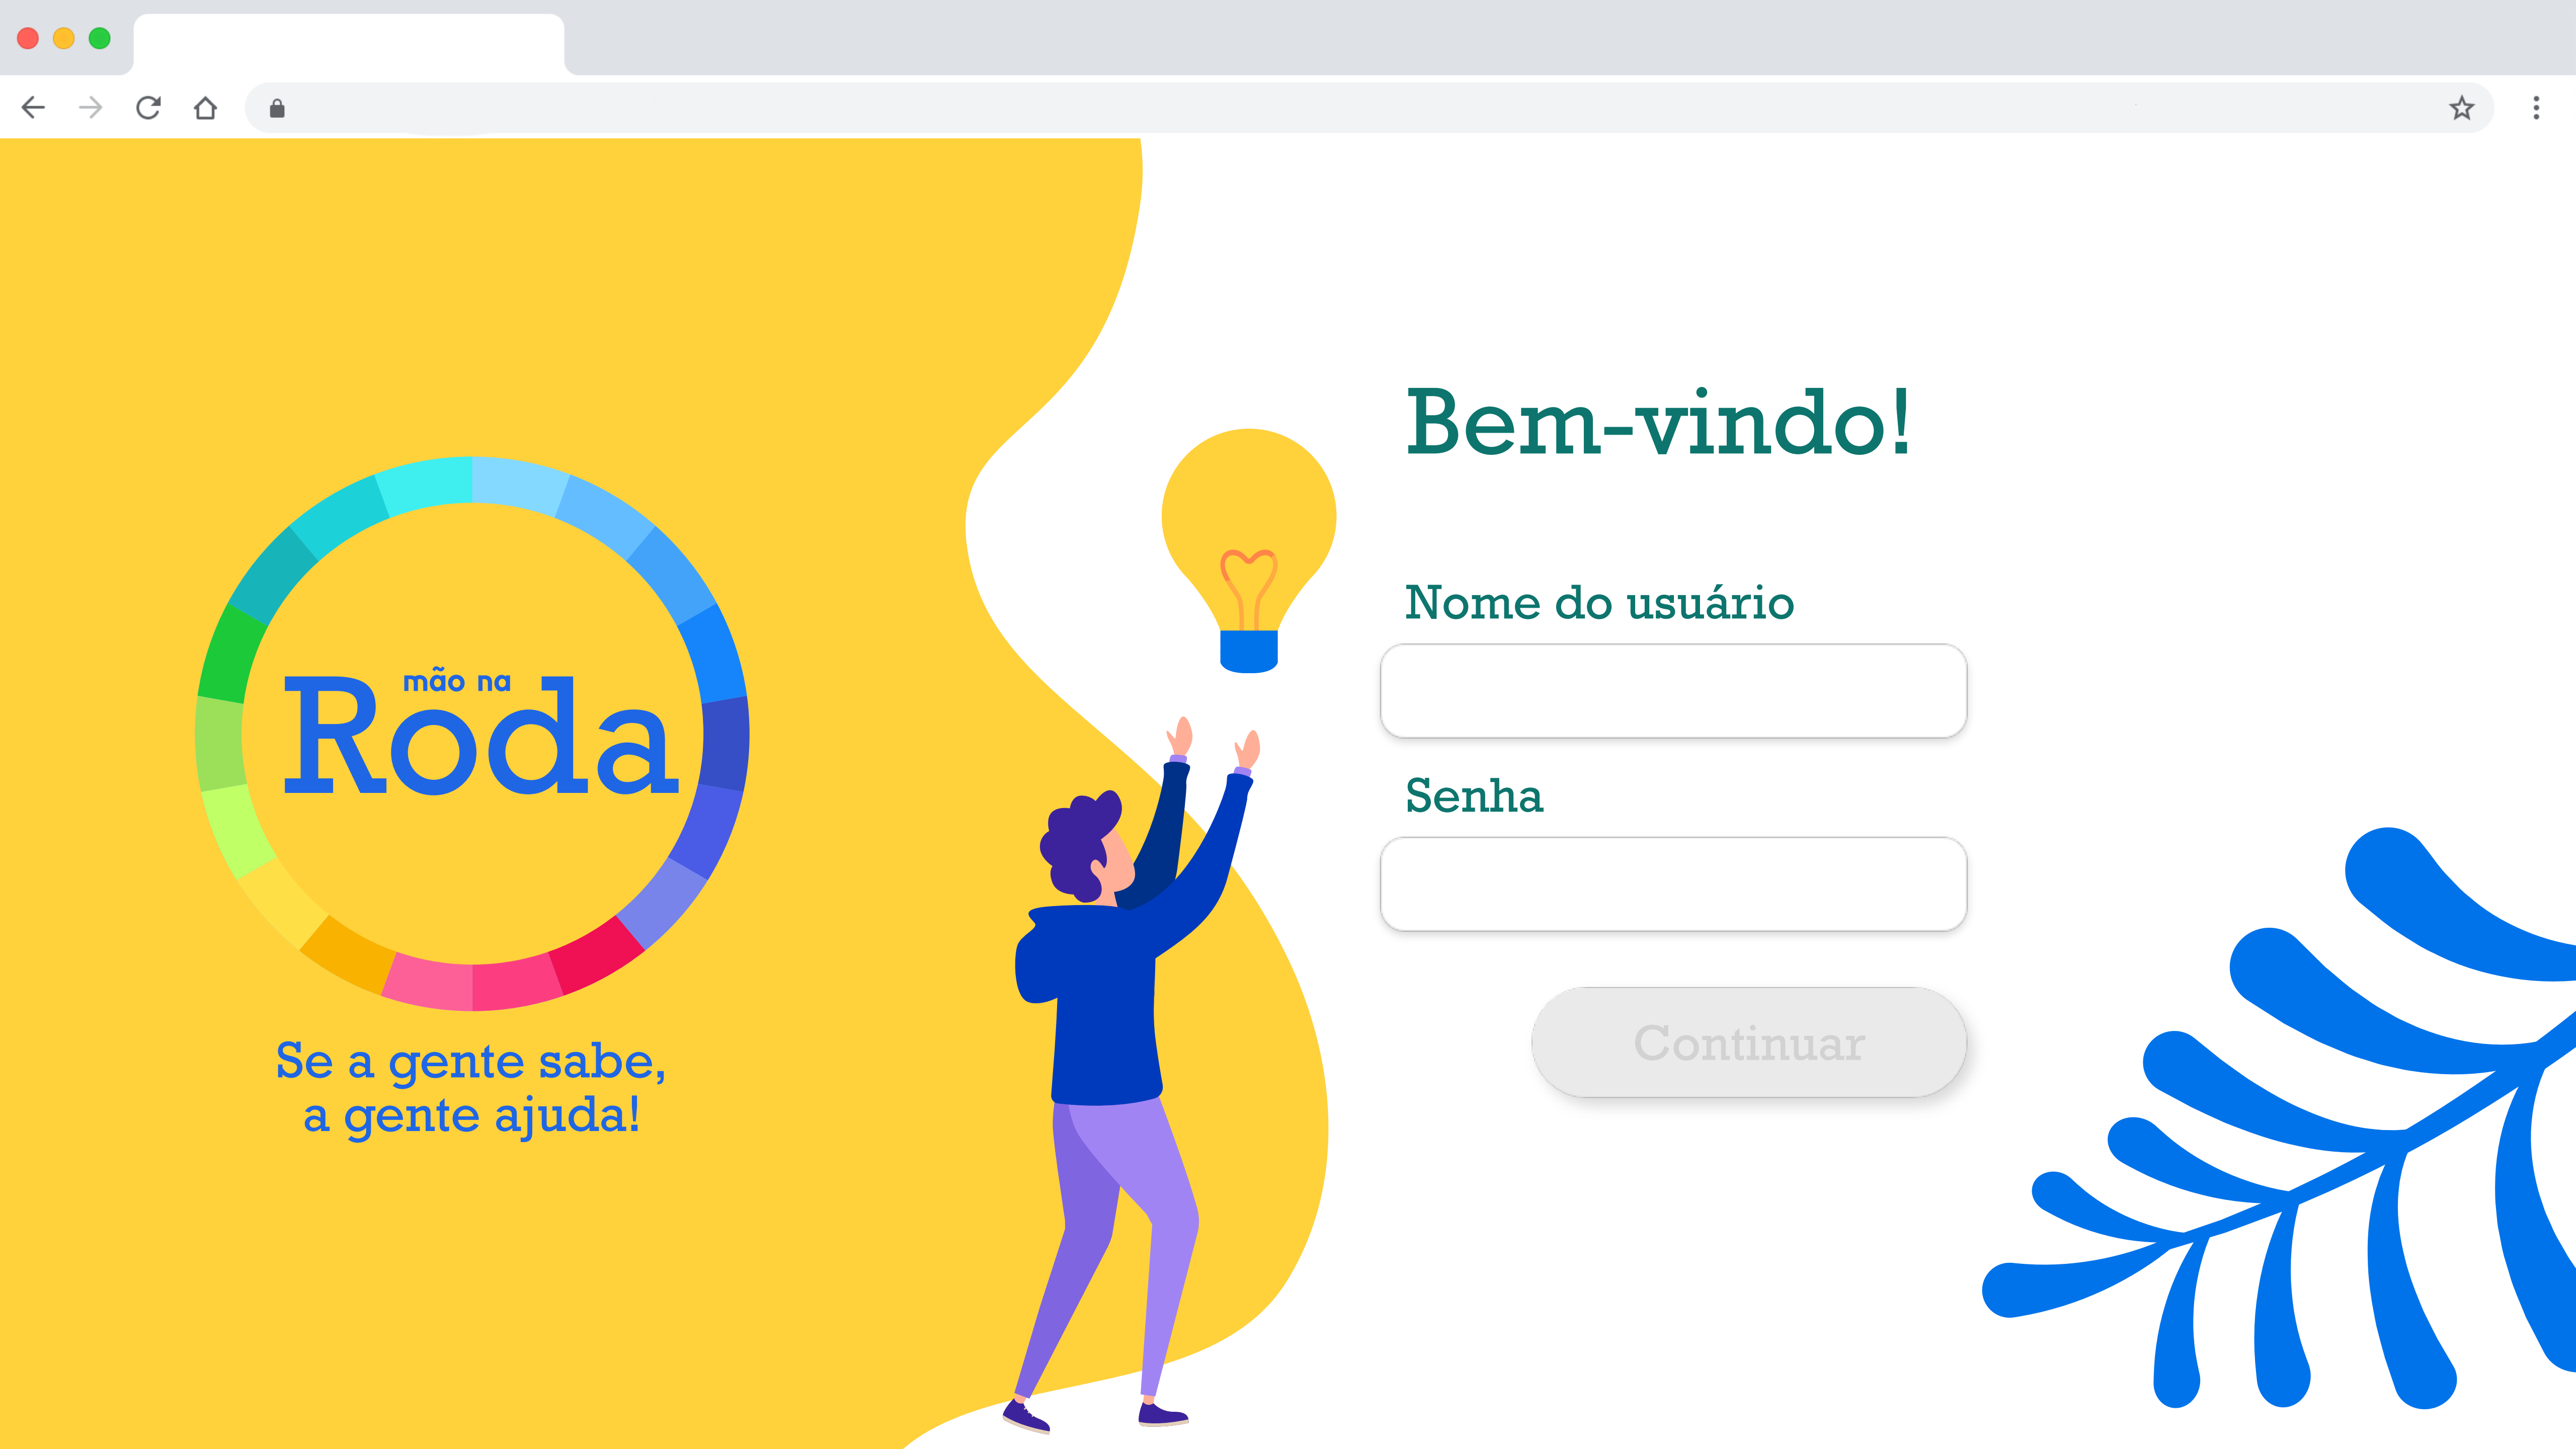 mão na
Roda
Se a gente sabe,
a gente ajuda!
Bem-vindo!
Nome do usuário
Senha
Continuar